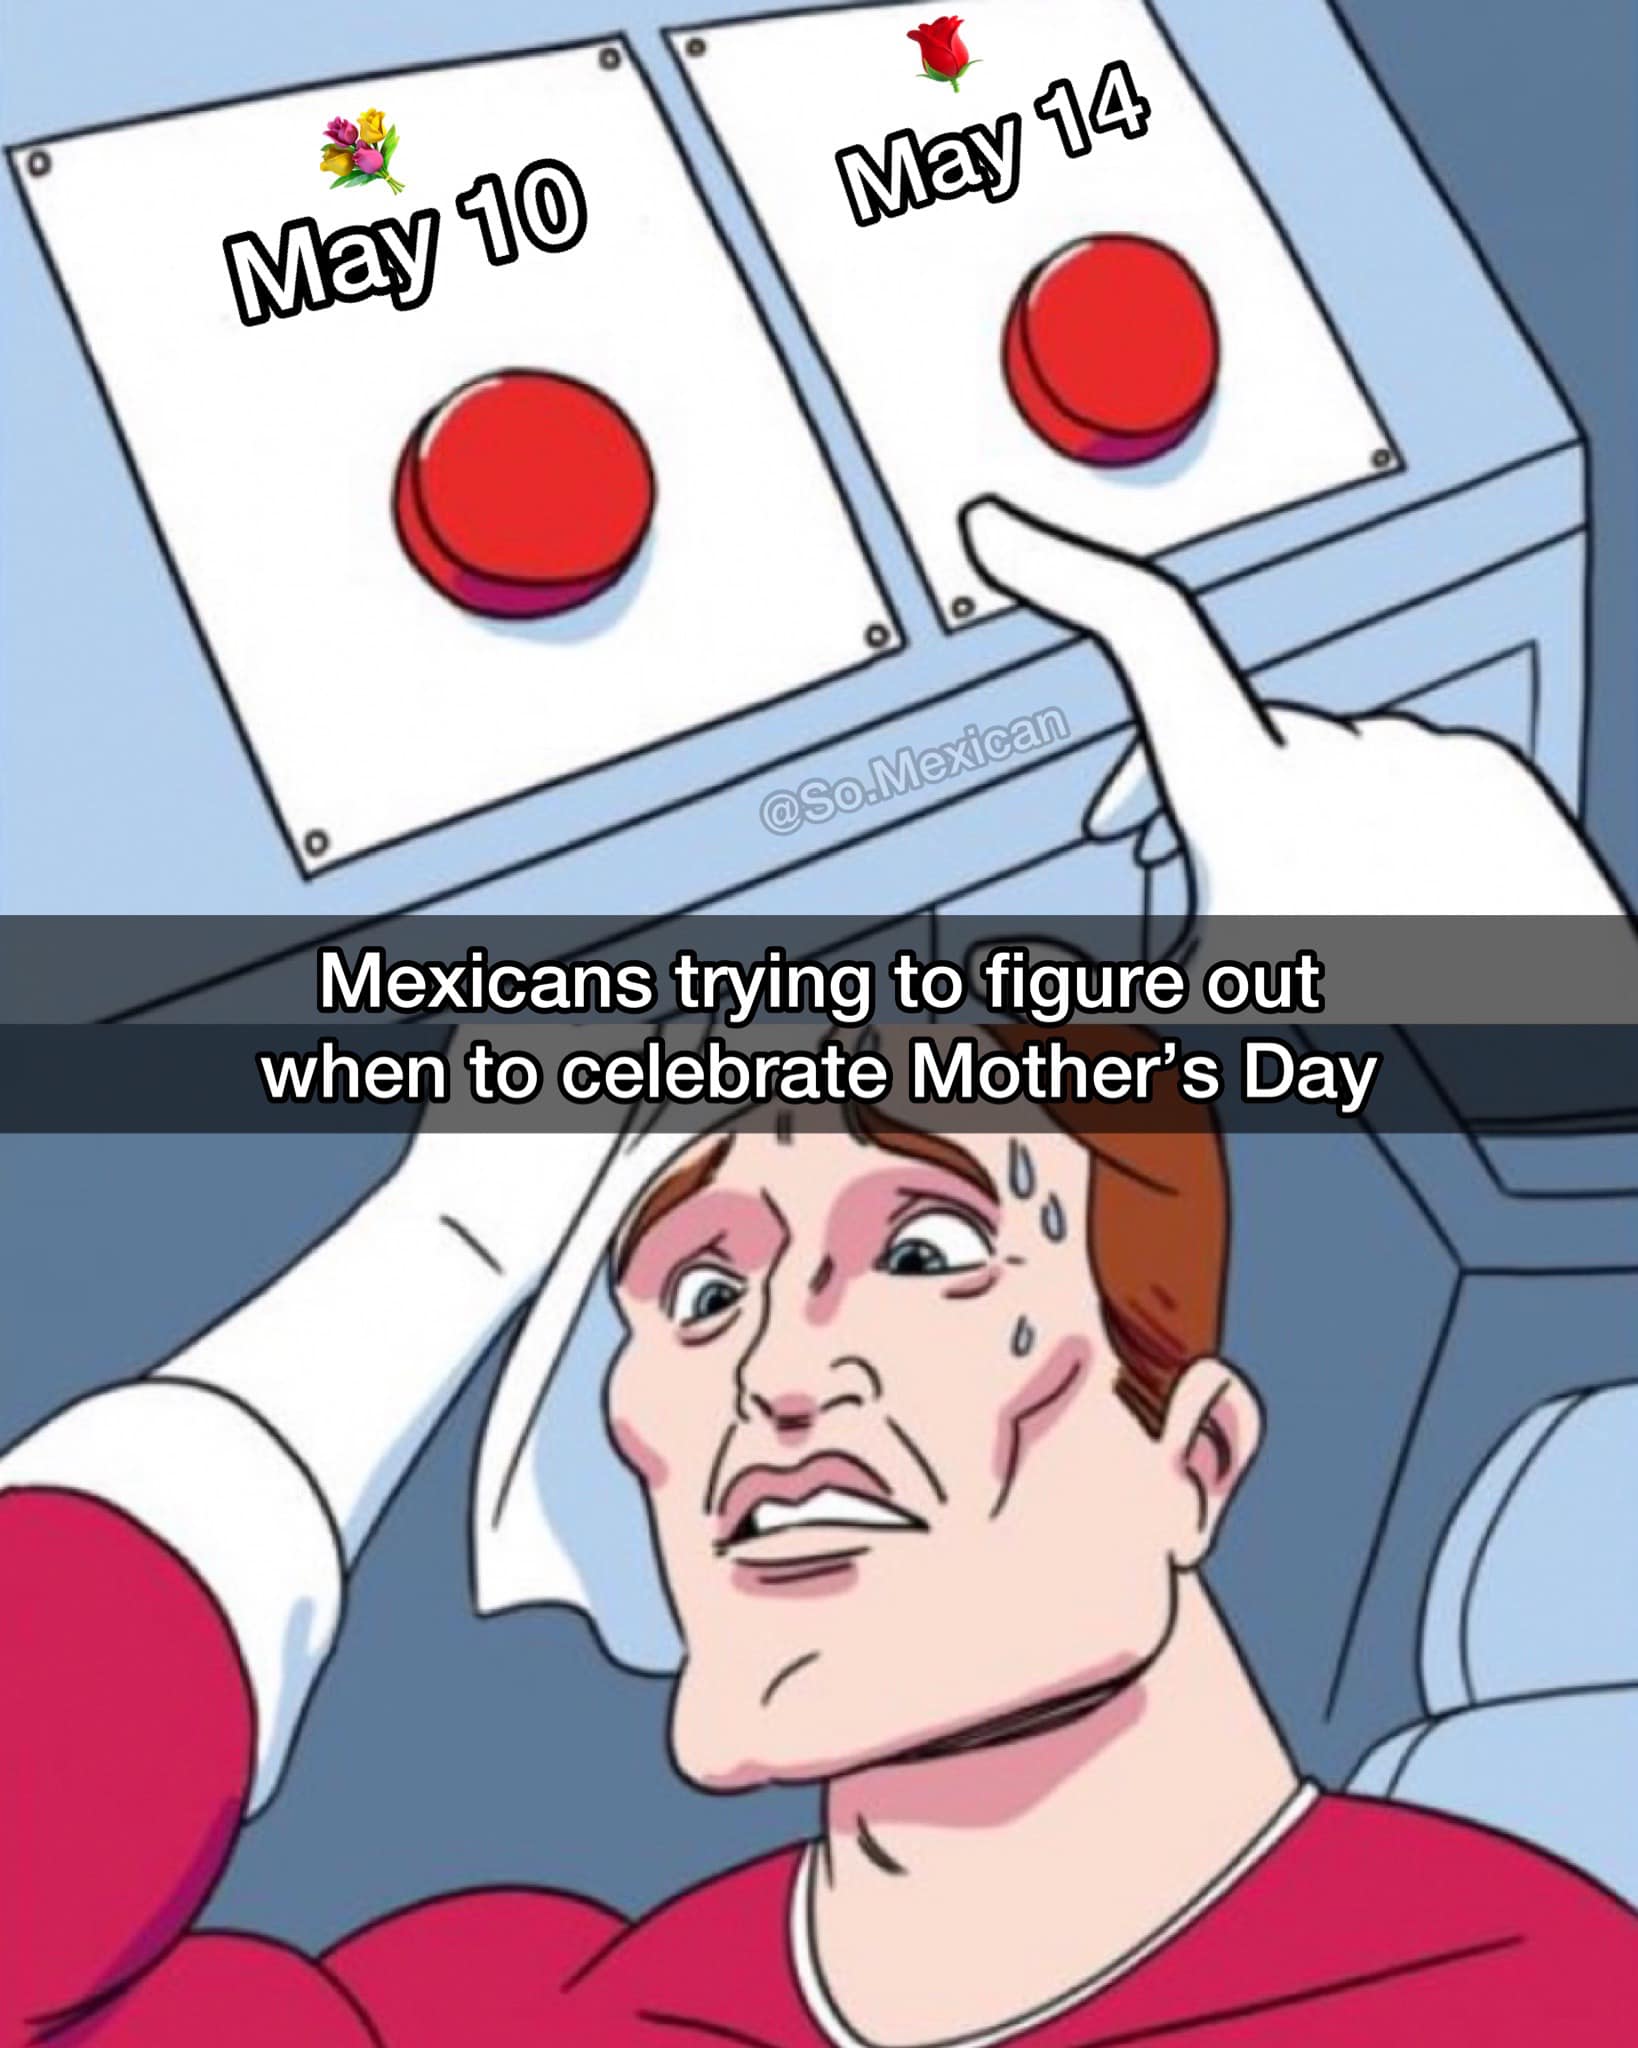 May 10
May 14
@So.Mexican
Mexicans trying to figure out
when to celebrate Mother’s Day